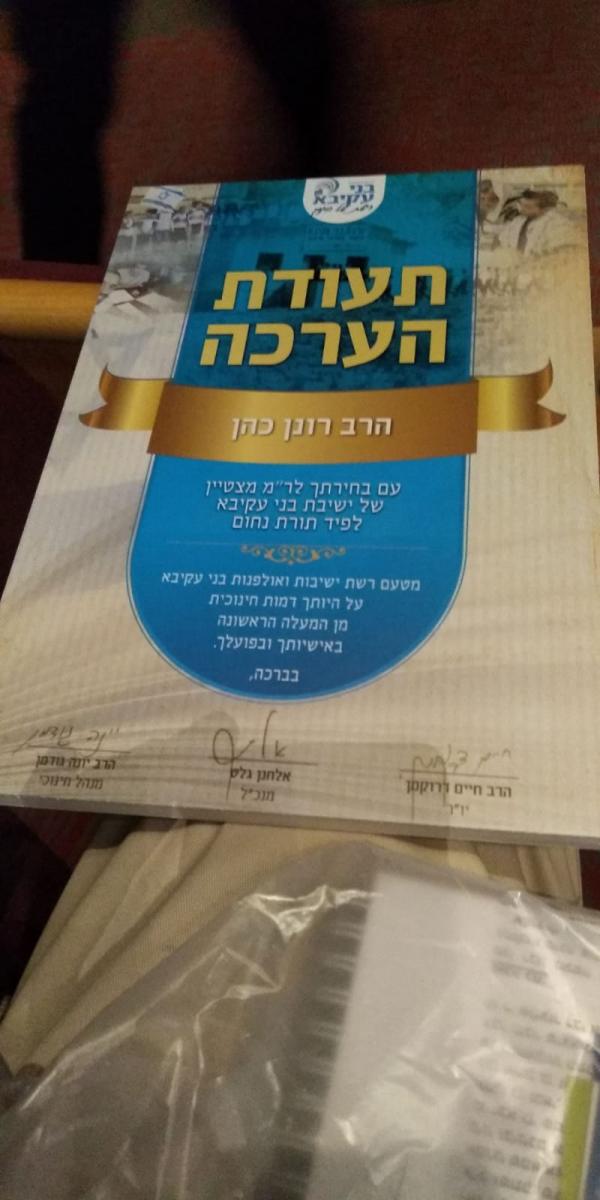 בני
עקיבא
תעודת
הערכה
הרב רונן כהן
עם בחירתך לר״מ מצטיין
של ישיבת בני עקיבא
לפיד תורת נחום
מטעם רשת ישיבות ואולפנות בני עקיבא
על היותך דמות חינוכית
מן המעלה הראשונה
באישיותך ובפועלך.
בברכה,
הרב חיים דרוקמן
יו״ר
אלחנן גלט
מנכ״ל
הרב יונה גודמן
מנהל חינוכי